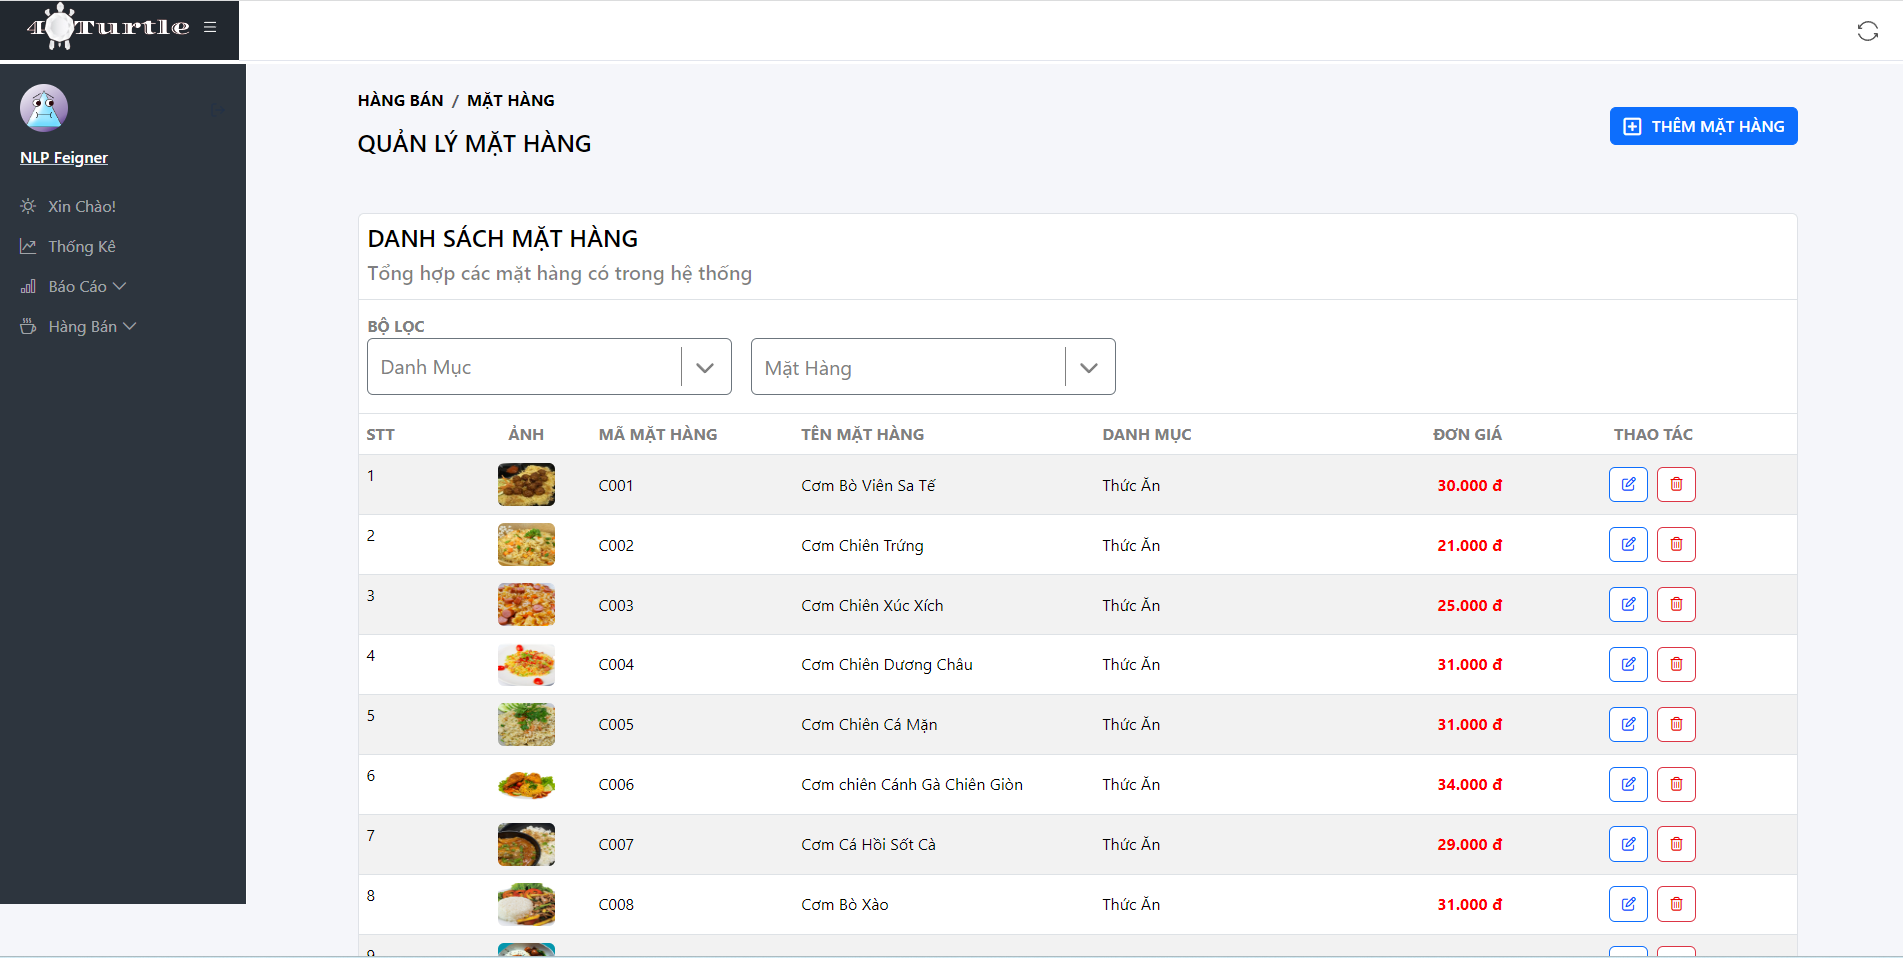 4 Turtle
NLP Feigner
Xin Chào!
Thống Kê
Báo Cáo
Hàng Bán
HÀNG BÁN / MẶT HÀNG
QUẢN LÝ MẶT HÀNG
THÊM MẶT HÀNG
DANH SÁCH MẶT HÀNG
Tổng hợp các mặt hàng có trong hệ thống
BỘ LỌC
Danh Mục Mặt Hàng
STT ẢNH MÃ MẶT HÀNG TÊN MẶT HÀNG DANH MỤC ĐƠN GIÁ THAO TÁC
1 C001 Cơm Bò Viên Sa Tế Thức Ăn 30.000 đ
2 C002 Cơm Chiên Trứng Thức Ăn 21.000 đ
3 C003 Cơm Chiên Xúc Xích Thức Ăn 25.000 đ
4 C004 Cơm Chiên Dương Châu Thức Ăn 31.000 đ
5 C005 Cơm Chiên Cá Mặn Thức Ăn 31.000 đ
6 C006 Cơm chiên Cánh Gà Chiên Giòn Thức Ăn 34.000 đ
7 C007 Cơm Cá Hồi Sốt Cà Thức Ăn 29.000 đ
8 C008 Cơm Bò Xào Thức Ăn 31.000 đ
9